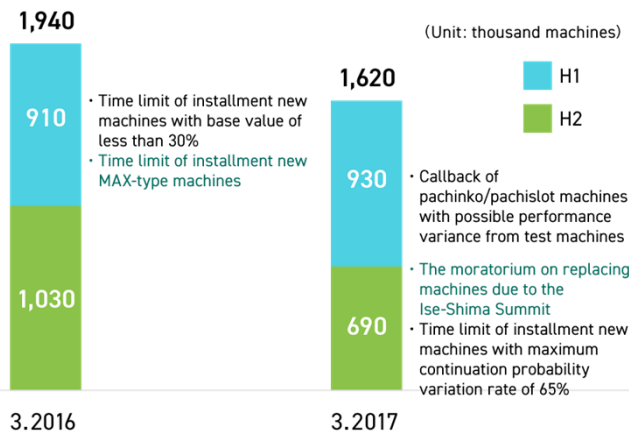 1,940
(Unit: thousand machines)
H1
H2
1,620
910
・Time limit of installment new
machines with base value of
less than 30%
・Time limit of installment new
MAX-type machines
1,030
930
・Callback of
pachinko/pachislot machines
with possible performance
variance from test machines
690
・The moratorium on replacing
machines due to the
Ise-Shima Summit
・Time limit of installment new
machines with maximum
continuation probability
variation rate of 65%
3.2016
3.2017